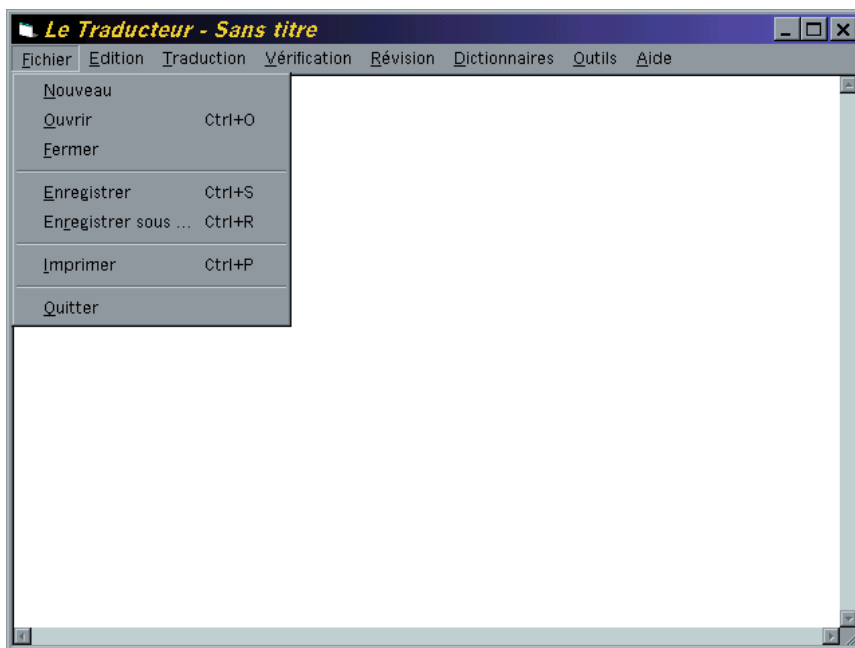 Le Traducteur - Sans titre
Fichier Edition Traduction Vérification Révision Dictionnaires Outils Aide
Nouveau
Ouvrir Ctrl+O
Fermer
Enregistrer Ctrl+S
Enregistrer sous ... Ctrl+R
Imprimer Ctrl+P
Quitter